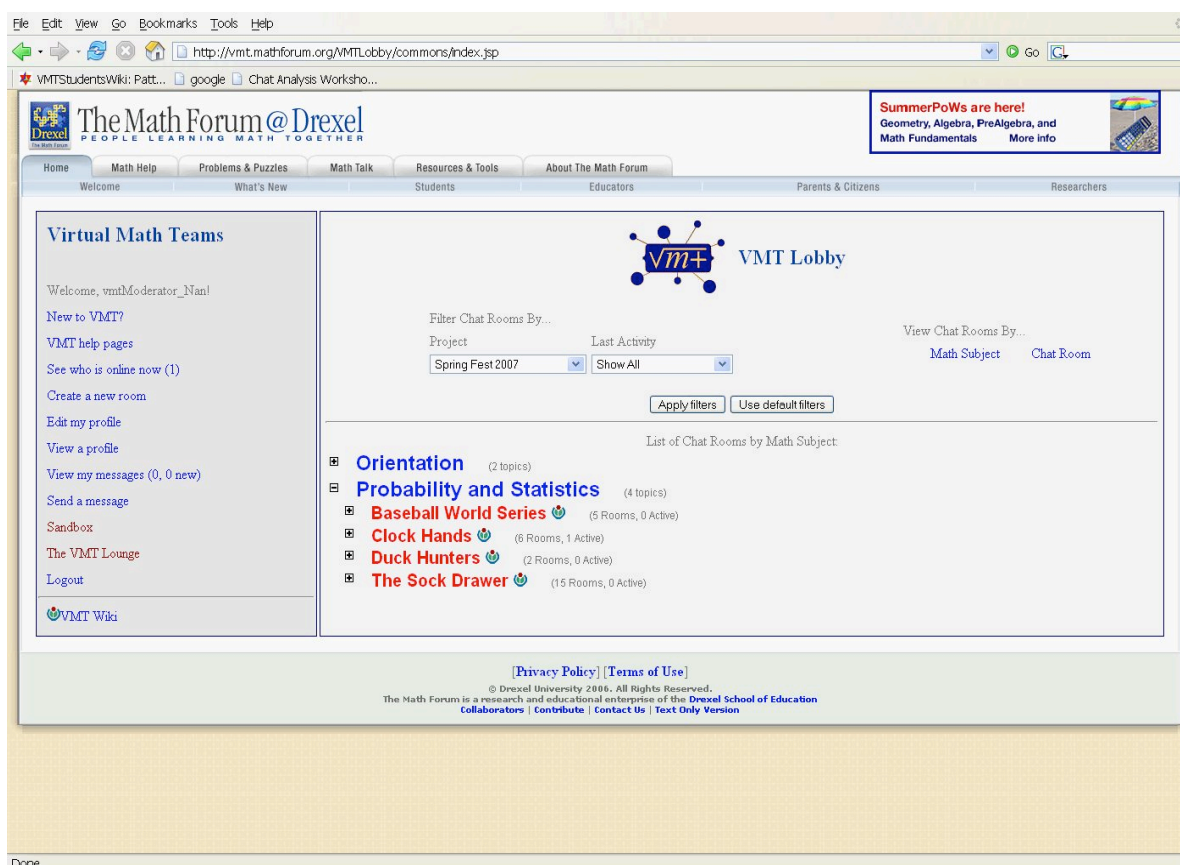 File Edit View Go Bookmarks Tools Help
http://vmt.mathforum.org/VMTLobby/commons/index.jsp Go G
VMTStudentsWiki: Patt... google Chat Analysis Worksho...
Drexel
The Math Forum
The Math Forum @ Drexel
PEOPLE LEARNING MATH TOGETHER
SummerPoWs are here!
Geometry, Algebra, PreAlgebra, and
Math Fundamentals More info
Home Math Help Problems & Puzzles Math Talk Resources & Tools About The Math Forum
Welcome What's New Students Educators Parents & Citizens Researchers
Virtual Math Teams
Welcome, vmtModerator_Nan!
New to VMT?
VMT help pages
See who is online now (1)
Create a new room
Edit my profile
View a profile
View my messages (0, 0 new)
Send a message
Sandbox
The VMT Lounge
Logout
VMT Wiki
√m+ VMT Lobby
Filter Chat Rooms By...
Project Last Activity
Spring Fest 2007 Show All
View Chat Rooms By...
Math Subject Chat Room
Apply filters Use default filters
List of Chat Rooms by Math Subject:
Orientation (2 topics)
Probability and Statistics (4 topics)
Baseball World Series (5 Rooms, 0 Active)
Clock Hands (6 Rooms, 1 Active)
Duck Hunters (2 Rooms, 0 Active)
The Sock Drawer (15 Rooms, 0 Active)
[Privacy Policy] [Terms of Use]
© Drexel University 2006. All Rights Reserved.
The Math Forum is a research and educational enterprise of the Drexel School of Education
Collaborators | Contribute | Contact Us | Text Only Version
Done